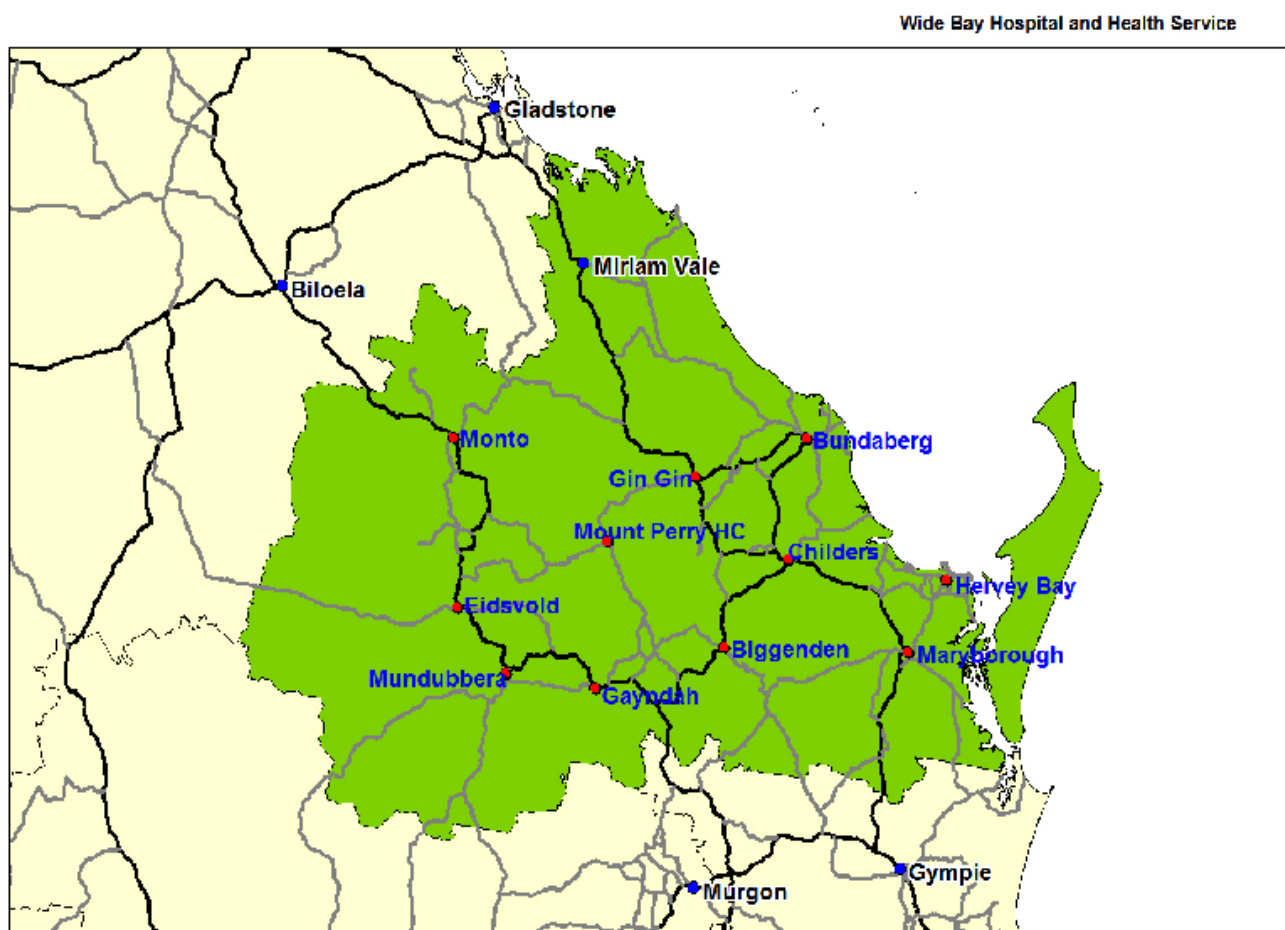 Wide Bay Hospital and Health Service
Gladstone
Miriam Vale
Biloela
Monto
Bundaberg
Gin Gin
Mount Perry HC
Childers
Hervey Bay
Eidsvold
Biggenden
Maryborough
Mundubbera
Gayndah
Gympie
Murgon